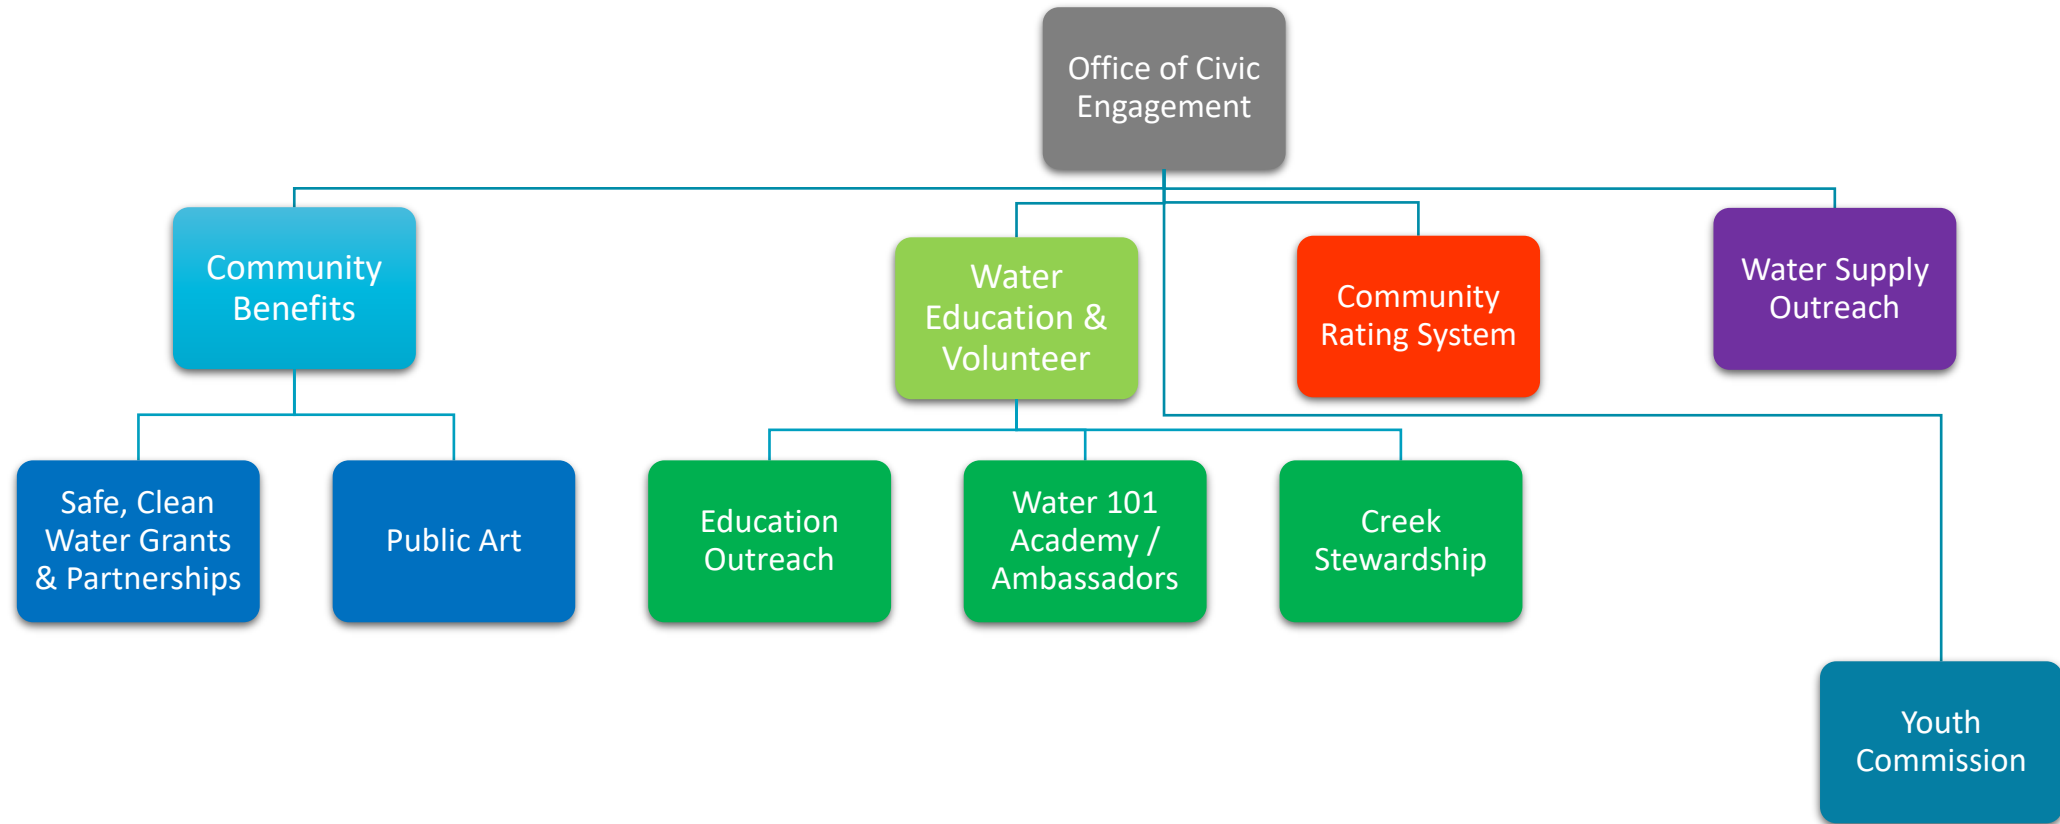 Office of Civic
Engagement
Community
Benefits
Water
Education &
Volunteer
Community
Rating System
Water Supply
Outreach
Safe, Clean
Water Grants
& Partnerships
Public Art
Education
Outreach
Water 101
Academy /
Ambassadors
Creek
Stewardship
Youth
Commission